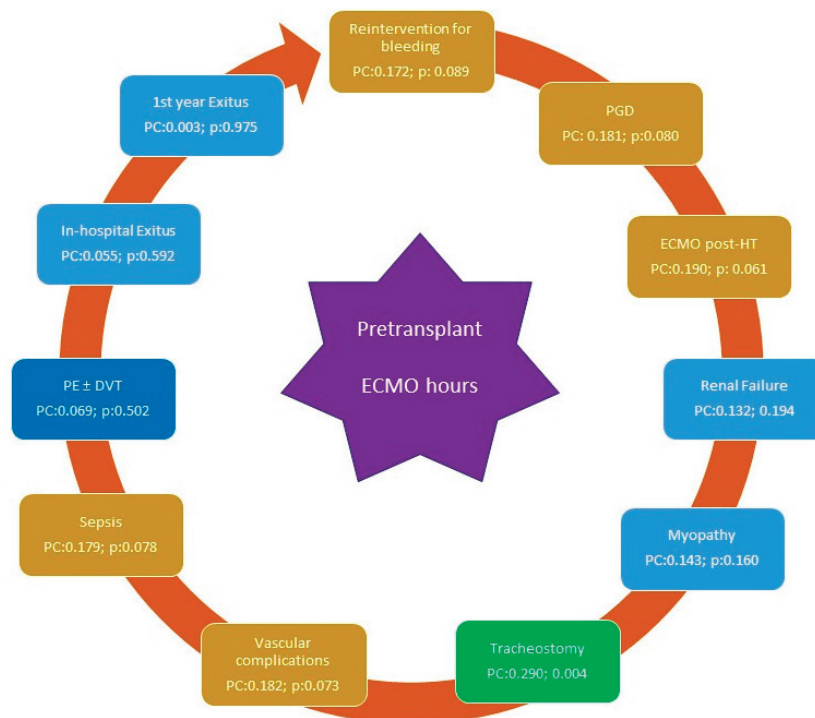 Reintervention for
bleeding
PC:0.172; p: 0.089
PGD
PC: 0.181; p:0.080
ECMO post-HT
PC:0.190; p: 0.061
Renal Failure
PC:0.132; 0.194
Myopathy
PC:0.143; p:0.160
Tracheostomy
PC:0.290; 0.004
Vascular
complications
PC:0.182; p:0.073
Sepsis
PC:0.179; p:0.078
PE ± DVT
PC:0.069; p:0.502
In-hospital Exitus
PC:0.055; p:0.592
1st year Exitus
PC:0.003; p:0.975
Pretransplant
ECMO hours